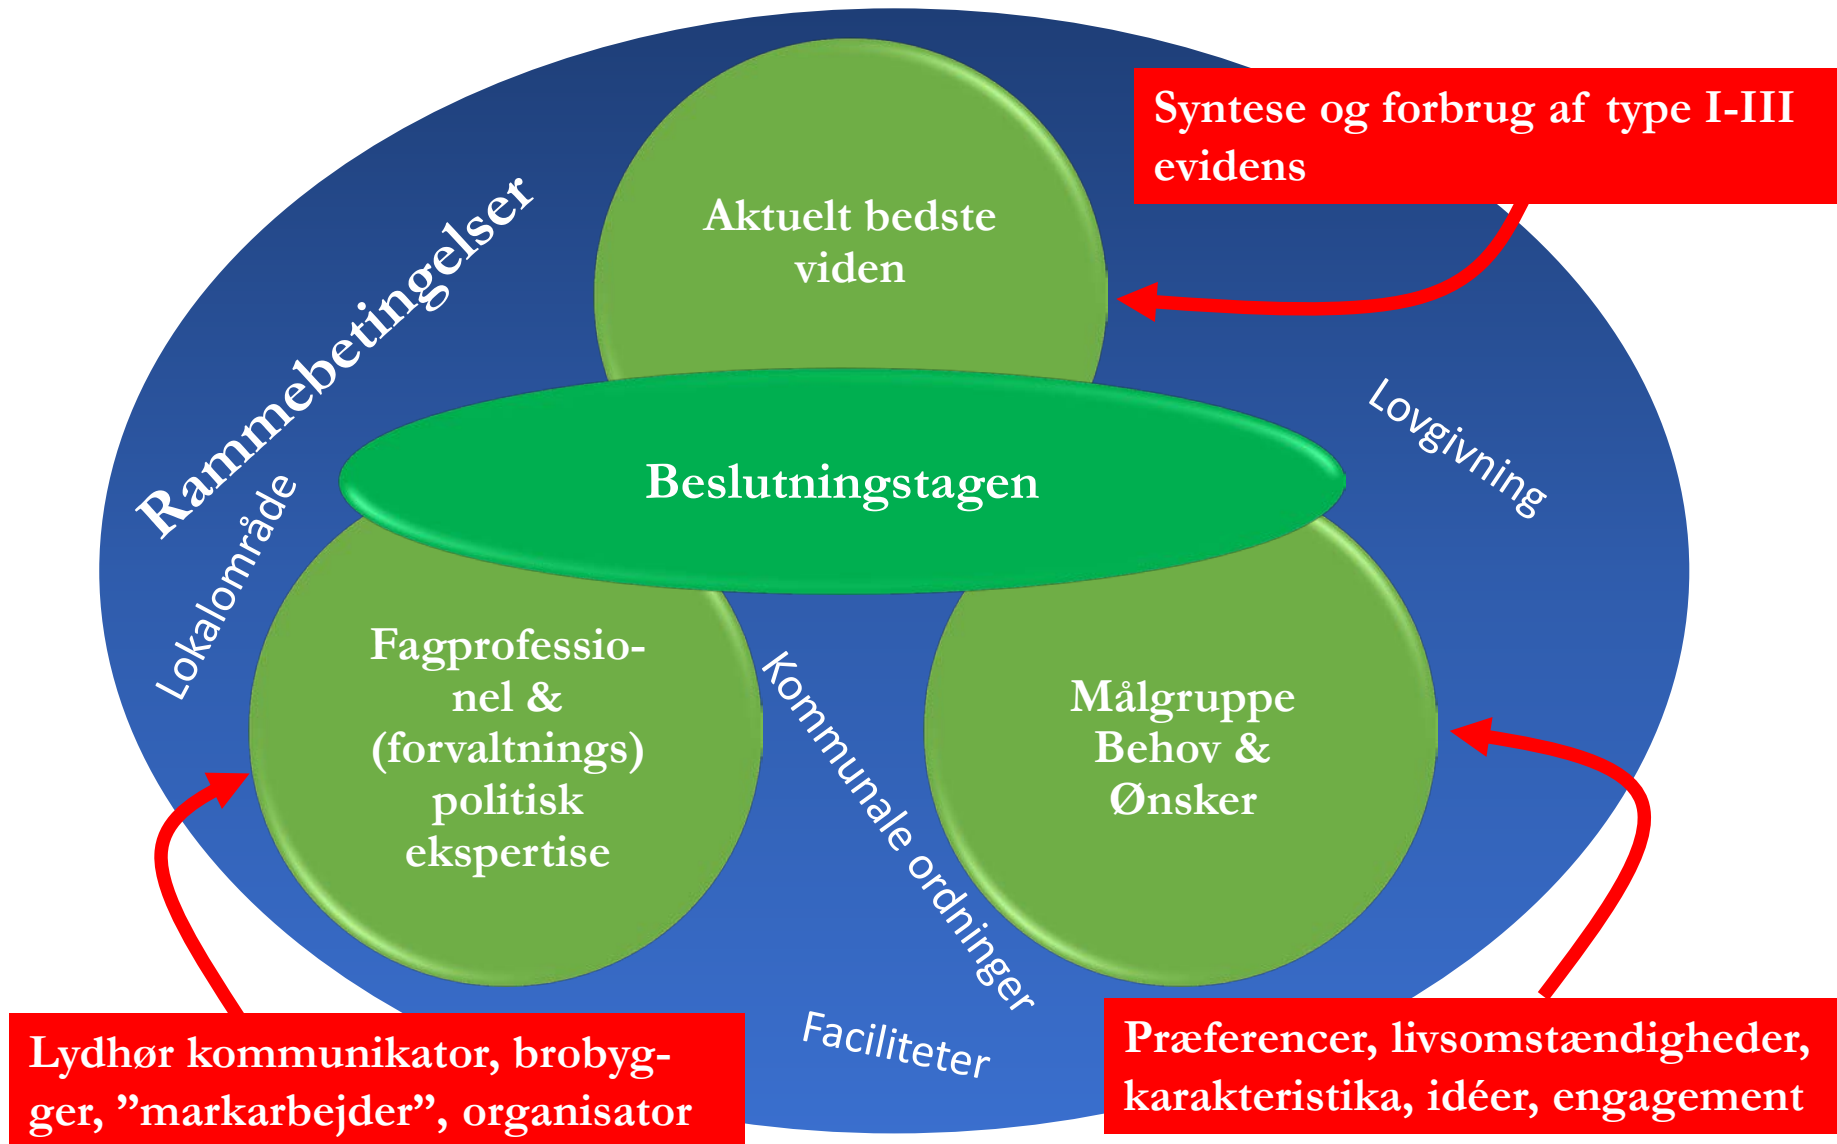 Syntese og forbrug af type I-III
evidens
Aktuelt bedste
viden
Rammebetingelser
Lovgivning
Beslutningstagen
Lokalområde
Fagprofessio-
nel &
(forvaltnings)
politisk
ekspertise
Kommunale ordninger
Målgruppe
Behov &
Ønsker
Faciliteter
Lydhør kommunikator, brobyg-
ger, ”markarbejder”, organisator
Præferencer, livsomstændigheder,
karakteristika, idéer, engagement